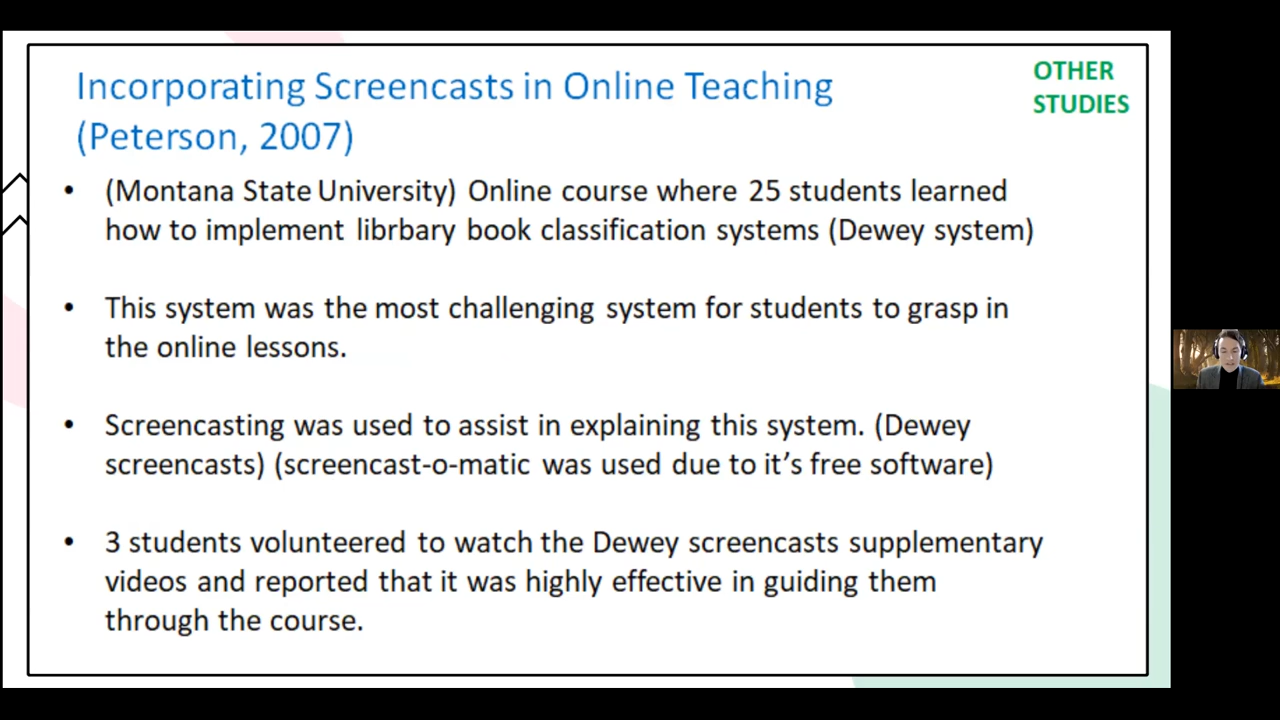 Incorporating Screencasts in Online Teaching
(Peterson, 2007)
OTHER
STUDIES
• (Montana State University) Online course where 25 students learned
how to implement librbary book classification systems (Dewey system)
• This system was the most challenging system for students to grasp in
the online lessons.
• Screencasting was used to assist in explaining this system. (Dewey
screencasts) (screencast-o-matic was used due to it’s free software)
• 3 students volunteered to watch the Dewey screencasts supplementary
videos and reported that it was highly effective in guiding them
through the course.